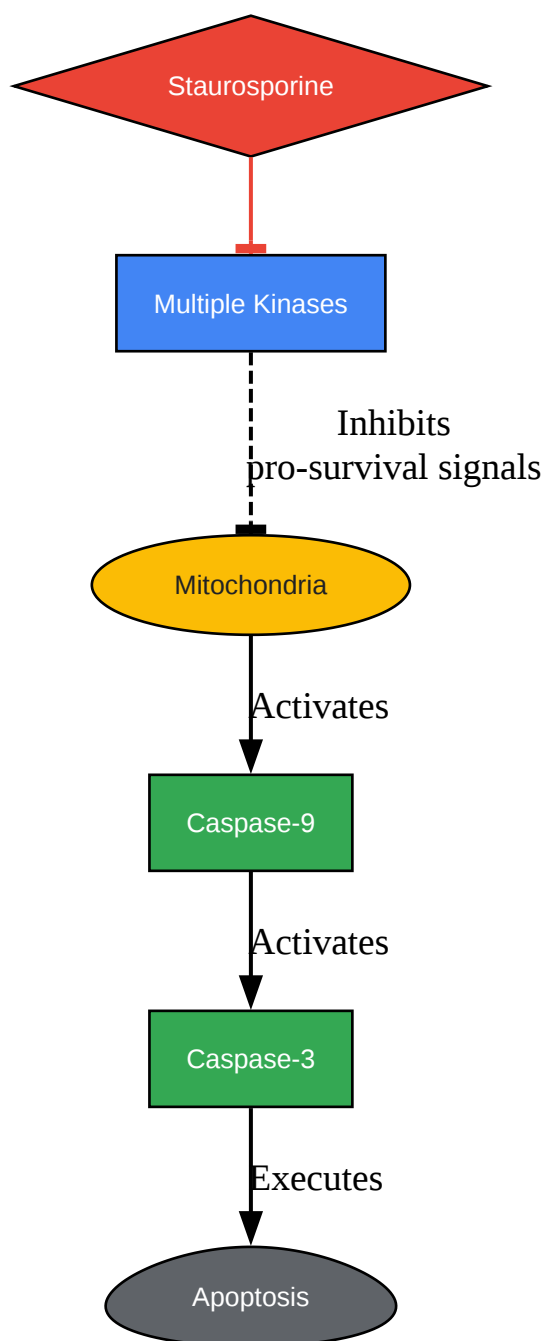 Staurosporine
Multiple Kinases
Inhibits
pro-survival signals
Mitochondria
Activates
Caspase-9
Activates
Caspase-3
Executes
Apoptosis